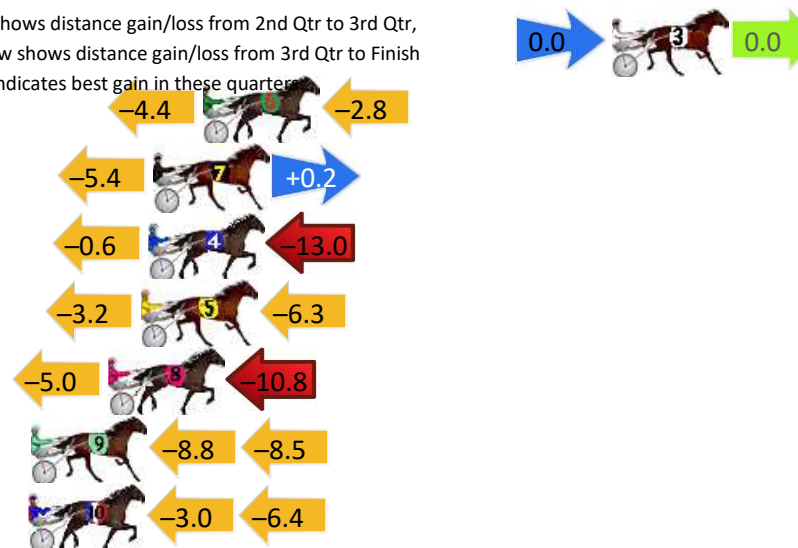 hows distance gain/loss from 2nd Qtr to 3rd Qtr,
w shows distance gain/loss from 3rd Qtr to Finish
ndicates best gain in these quarters
0.0 3 0.0
–4.4 6 –2.8
–5.4 7 +0.2
–0.6 4 –13.0
–3.2 5 –6.3
–5.0 8 –10.8
9 –8.8 –8.5
10 –3.0 –6.4